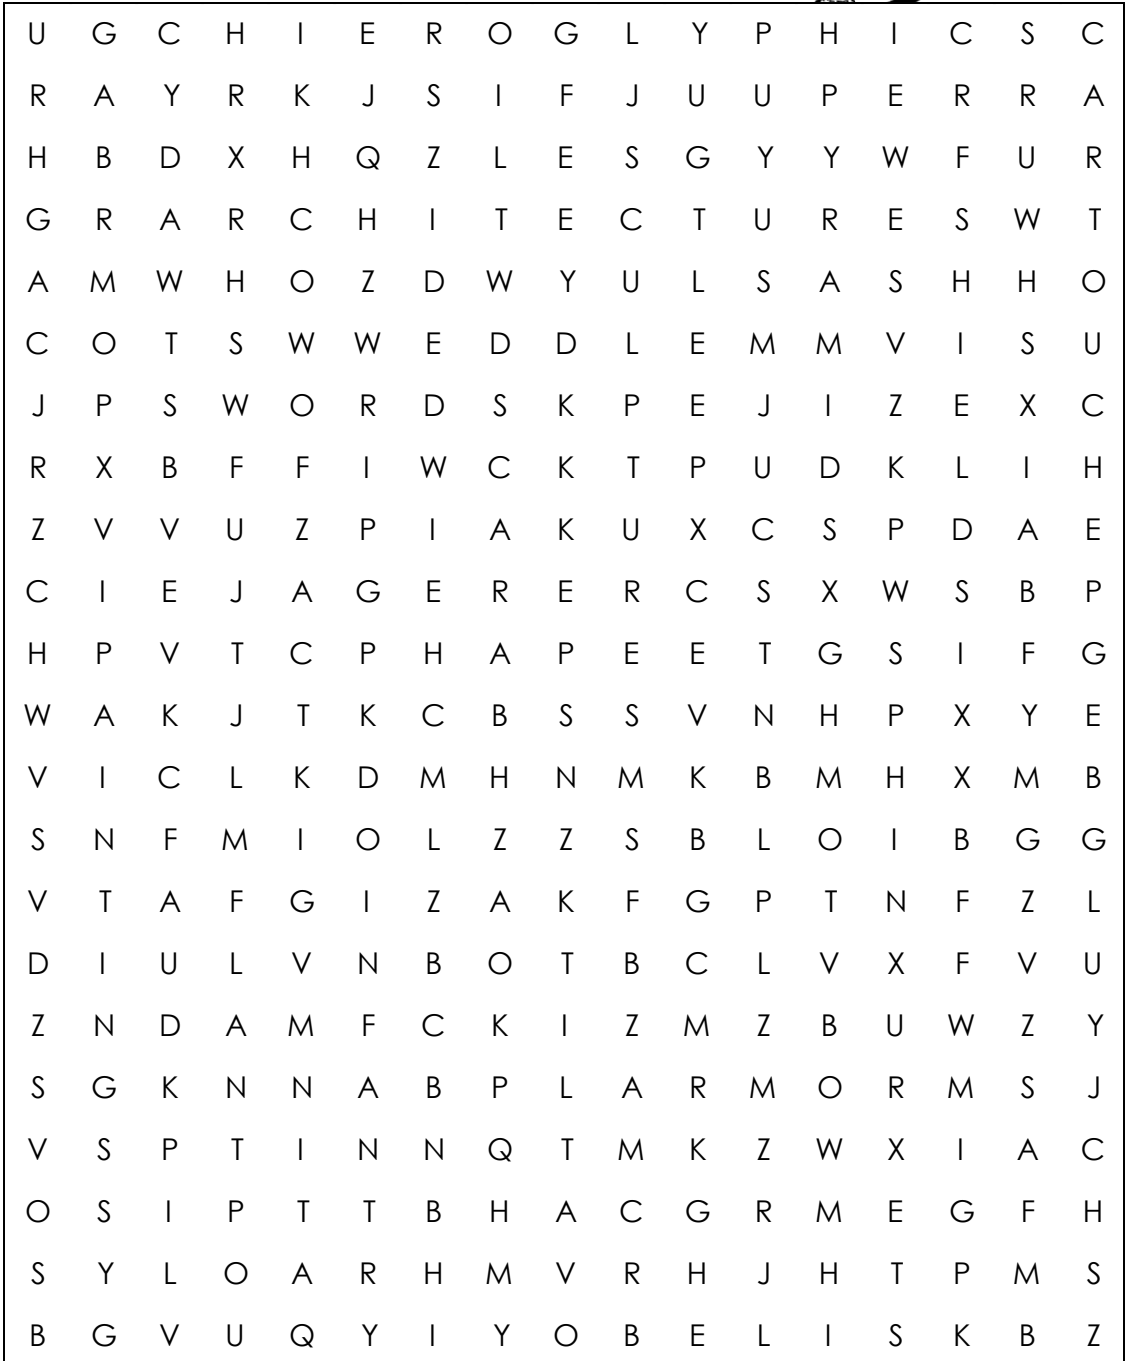 U G C H I E R O G L Y P H I C S C
R A Y R K J S I F J U U P E R R A
H B D X H Q Z L E S G Y Y W F U R
G R A R C H I T E C T U R E S W T
A M W H O Z D W Y U L S A S H H O
C O T S W W E D D L E M M V I S U
J P S W O R D S K P E J I Z E X C
R X B F F I W C K T P U D K L I H
Z V V U Z P I A K U X C S P D A E
C I E J A G E R E R C S X W S B P
H P V T C P H A P E E T G S I F G
W A K J T K C B S S V N H P X Y E
V I C L K D M H N M K B M H X M B
S N F M I O L Z Z S B L O I B G G
V T A F G I Z A K F G P T N F Z L
D I U L V N B O T B C L V X F V U
Z N D A M F C K I Z M Z B U W Z Y
S G K N N A B P L A R M O R M S J
V S P T I N N Q T M K Z W X I A C
O S I P T T B H A C G R M E G F H
S Y L O A R H M V R H J H T P M S
B G V U Q Y I Y O B E L I S K B Z